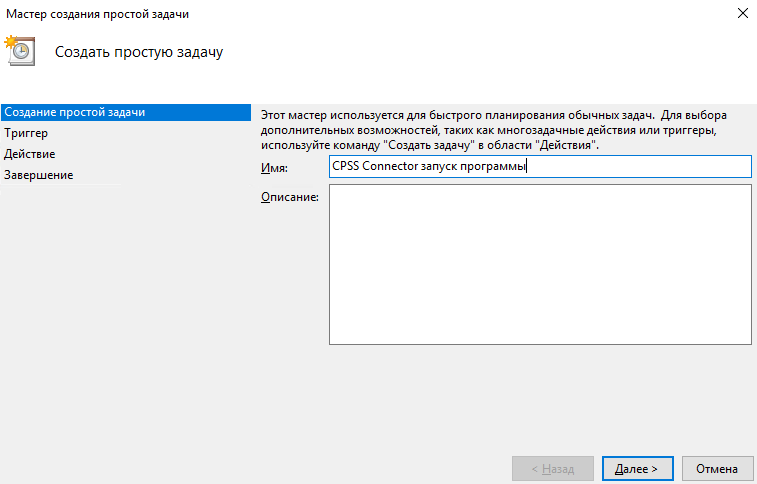 Мастер создания простой задачи
Создать простую задачу
Создание простой задачи
Триггер
Действие
Завершение
Этот мастер используется для быстрого планирования обычных задач.  Для выбора
дополнительных возможностей, таких как многозадачные действия или триггеры,
используйте команду "Создать задачу" в области "Действия".
Имя:
CPSS Connector запуск программы
Описание:
< Назад
Далее >
Отмена